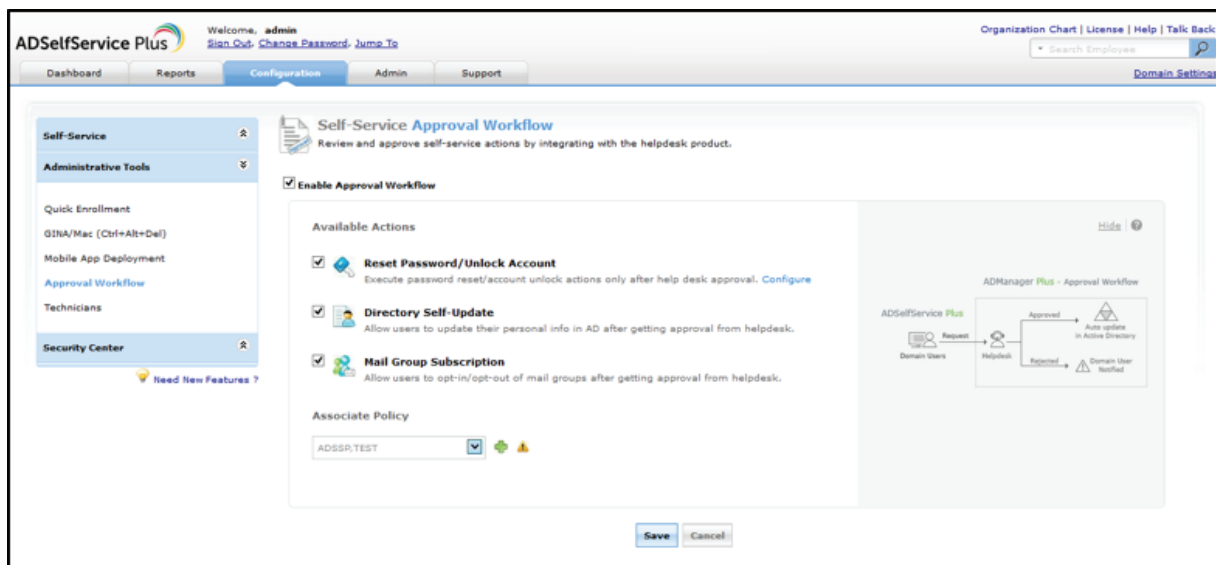 ADSelfService Plus
Welcome, admin
Sign Out, Change Password, Jump To
Organization Chart | License | Help | Talk Back
Search Employee
Dashboard Reports Configuration Admin Support
Domain Settings
Self-Service
Administrative Tools
Quick Enrollment
GINA/Mac (Ctrl+Alt+Del)
Mobile App Deployment
Approval Workflow
Technicians
Security Center
Need New Features ?
Self-Service Approval Workflow
Review and approve self-service actions by integrating with the helpdesk product.
Enable Approval Workflow
Available Actions
Reset Password/Unlock Account
Execute password reset/account unlock actions only after help desk approval. Configure
Directory Self-Update
Allow users to update their personal info in AD after getting approval from helpdesk.
Mail Group Subscription
Allow users to opt-in/opt-out of mail groups after getting approval from helpdesk.
Associate Policy
ADSSP,TEST
Hide
ADManager Plus - Approval Workflow
ADSelfService Plus
Request
Domain Users
Helpdesk
Approved
Auto update
in Active Directory
Rejected
Domain User
Notified
Save Cancel